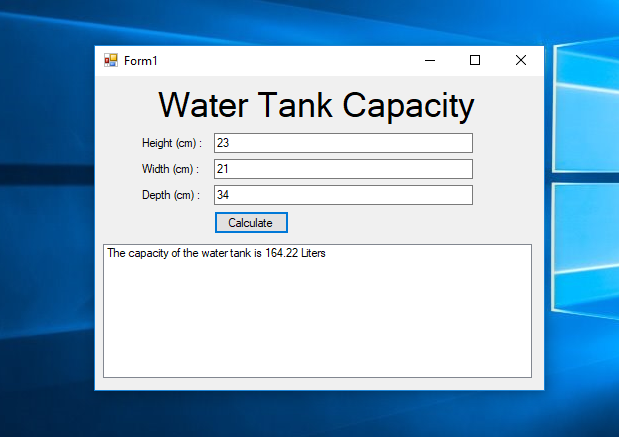 Form1
Water Tank Capacity
Height (cm) : 23
Width (cm) : 21
Depth (cm) : 34
Calculate
The capacity of the water tank is 164.22 Liters